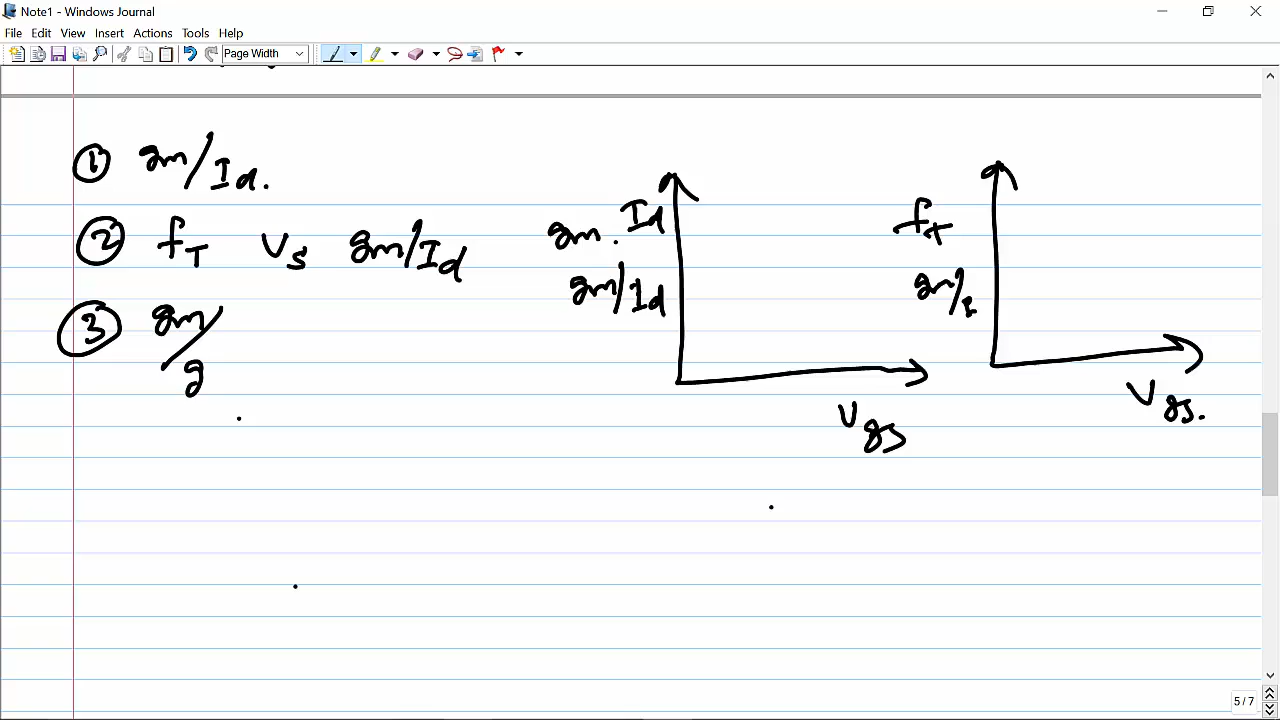 Note1 - Windows Journal
File Edit View Insert Actions Tools Help
Page Width
① gm/Id.
② fT vs gm/Id
③ gm/g
gm. Id
gm/Id
Vgs
fT
gm/I
Vgs.
5 / 7